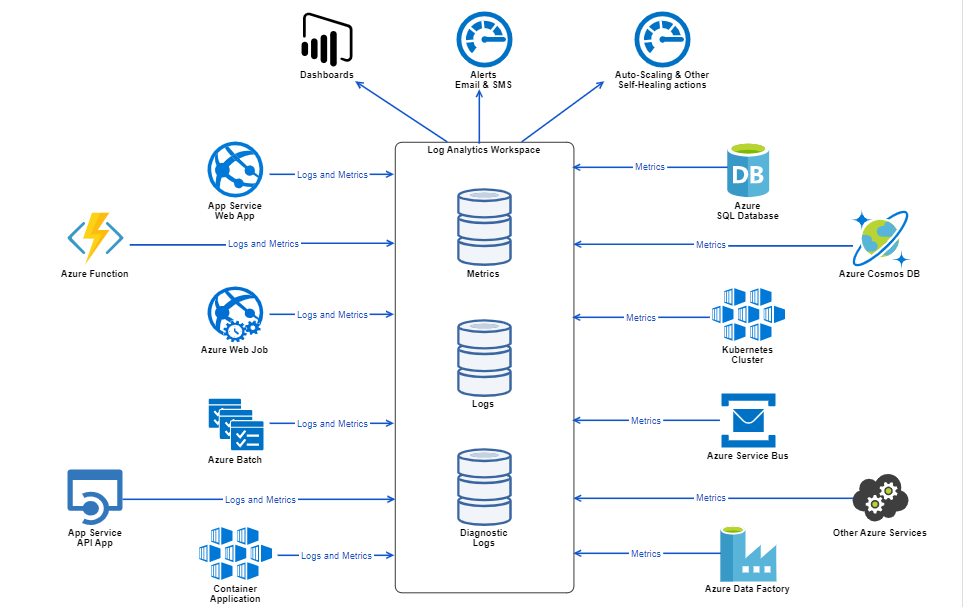 Dashboards
Alerts
Email & SMS
Auto-Scaling & Other
Self-Healing actions
Log Analytics Workspace
App Service
Web App
Logs and Metrics
Azure Function
Logs and Metrics
Azure Web Job
Logs and Metrics
Azure Batch
Logs and Metrics
App Service
API App
Logs and Metrics
Container
Application
Logs and Metrics
Metrics
Logs
Diagnostic
Logs
Metrics
DB
Azure
SQL Database
Metrics
Azure Cosmos DB
Metrics
Kubernetes
Cluster
Metrics
Azure Service Bus
Metrics
Other Azure Services
Metrics
Azure Data Factory